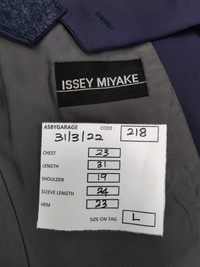 ISSEY MIYAKE
ASBYGARAGE CODE: 218
31/3/22
CHEST 23
LENGTH 31
SHOULDER 19
SLEEVE LENGTH 24
HEM 23
SIZE ON TAG L